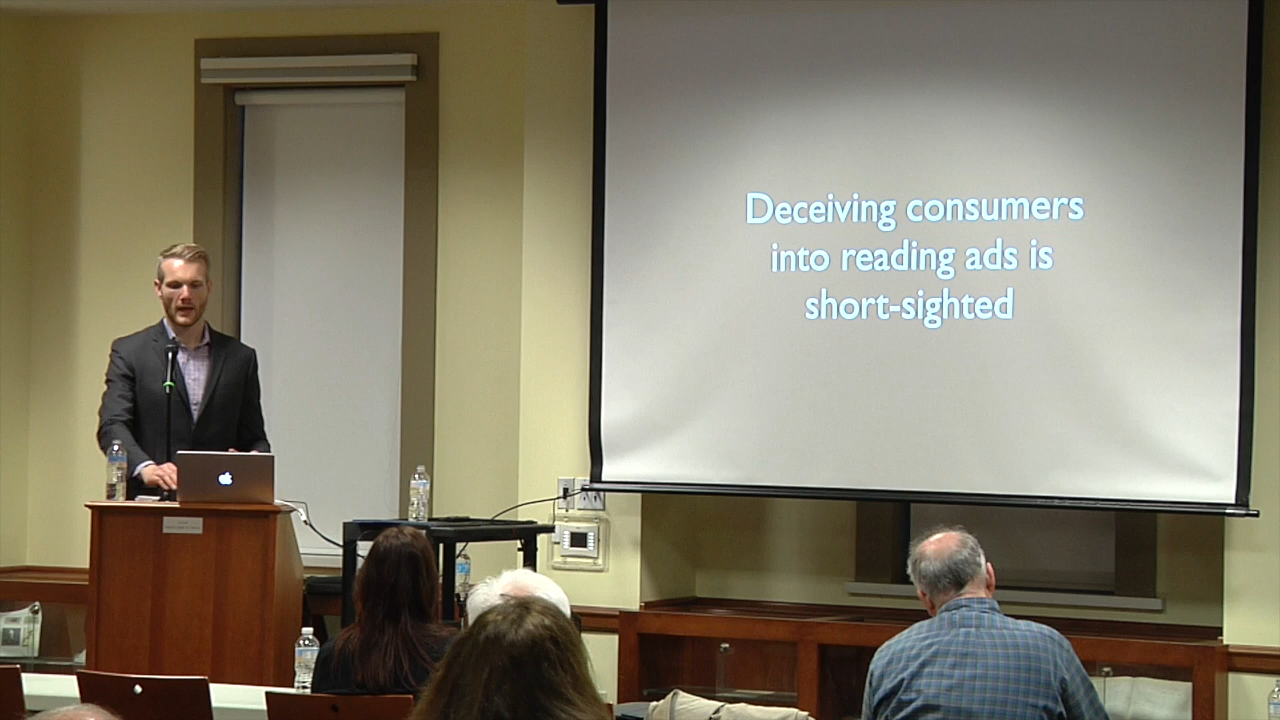 Deceiving consumers
into reading ads is
short-sighted